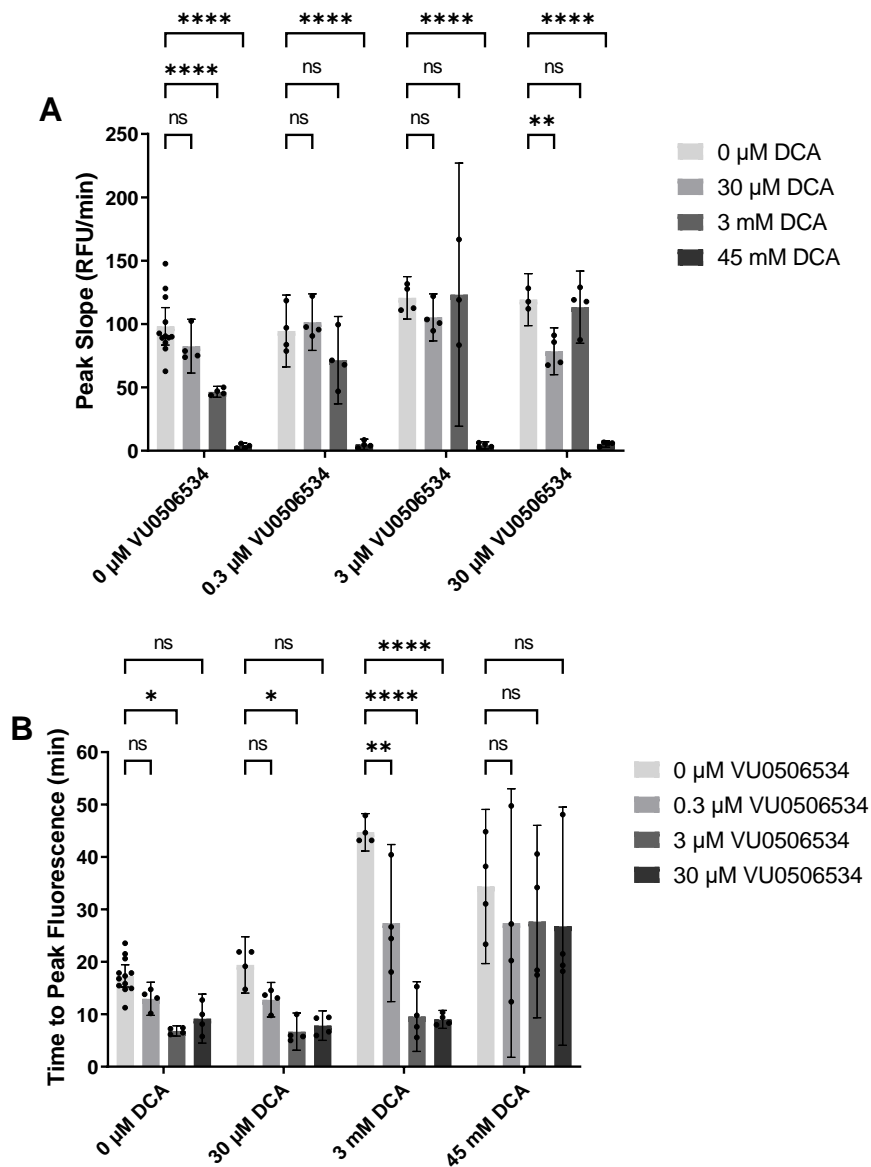 **** **** **** ****
**** ns ns ns
A
ns ns ns **
250
200
150
100
50
0
Peak Slope (RFU/min)
0 µM DCA
30 µM DCA
3 mM DCA
45 mM DCA
0 µM VU0506534
0.3 µM VU0506534
3 µM VU0506534
30 µM VU0506534
ns ns **** ns
* * **** ns
B
ns ns ** ns
60
50
40
30
20
10
0
Time to Peak Fluorescence (min)
0 µM VU0506534
0.3 µM VU0506534
3 µM VU0506534
30 µM VU0506534
0 µM DCA
30 µM DCA
3 mM DCA
45 mM DCA